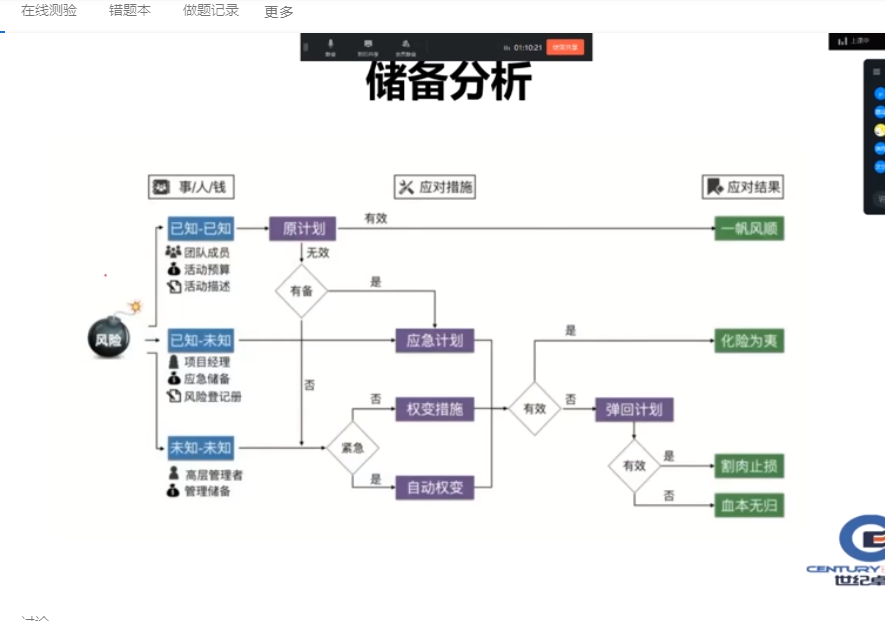 在线测验 错题本 做题记录 更多
01:10:21 结束共享
上课中
储备分析
事/人/钱 应对措施 应对结果
已知-已知 原计划 有效 一帆风顺
团队成员 无效
活动预算
活动描述 有备 是
风险
已知-未知 应急计划 是 化险为夷
项目经理
应急储备 否
风险登记册 否 权变措施 有效 否 弹回计划
未知-未知 紧急
高层管理者 有效 是 割肉止损
管理储备 是 自动权变 否 血本无归
CENTURY
世纪卓